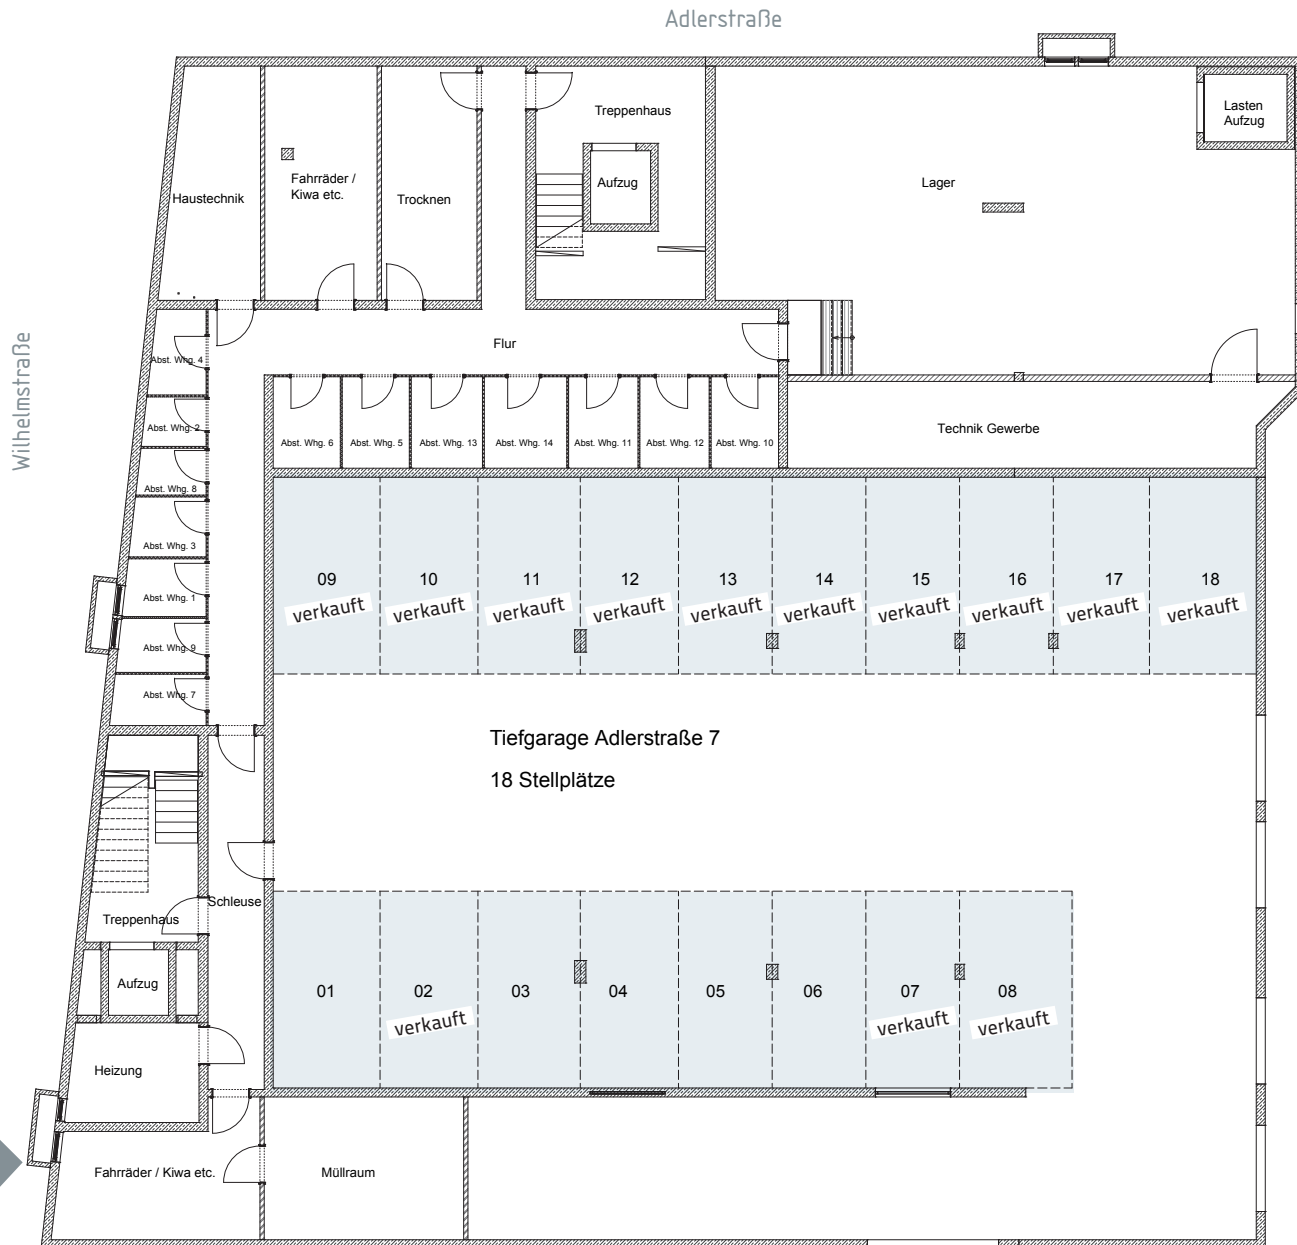 Adlerstraße
Wilhelmstraße
Haustechnik
Fahrräder /
Kiwa etc.
Trocknen
Treppenhaus
Aufzug
Lager
Lasten
Aufzug
Flur
Abst. Whg. 4
Abst. Whg. 2
Abst. Whg. 8
Abst. Whg. 3
Abst. Whg. 1
Abst. Whg. 9
Abst. Whg. 7
Abst. Whg. 6
Abst. Whg. 5
Abst. Whg. 13
Abst. Whg. 14
Abst. Whg. 11
Abst. Whg. 12
Abst. Whg. 10
Technik Gewerbe
09
verkauft
10
verkauft
11
verkauft
12
verkauft
13
verkauft
14
verkauft
15
verkauft
16
verkauft
17
verkauft
18
verkauft
Tiefgarage Adlerstraße 7
18 Stellplätze
Schleuse
Treppenhaus
Aufzug
Heizung
01
02
verkauft
03
04
05
06
07
verkauft
08
verkauft
Fahrräder / Kiwa etc.
Müllraum